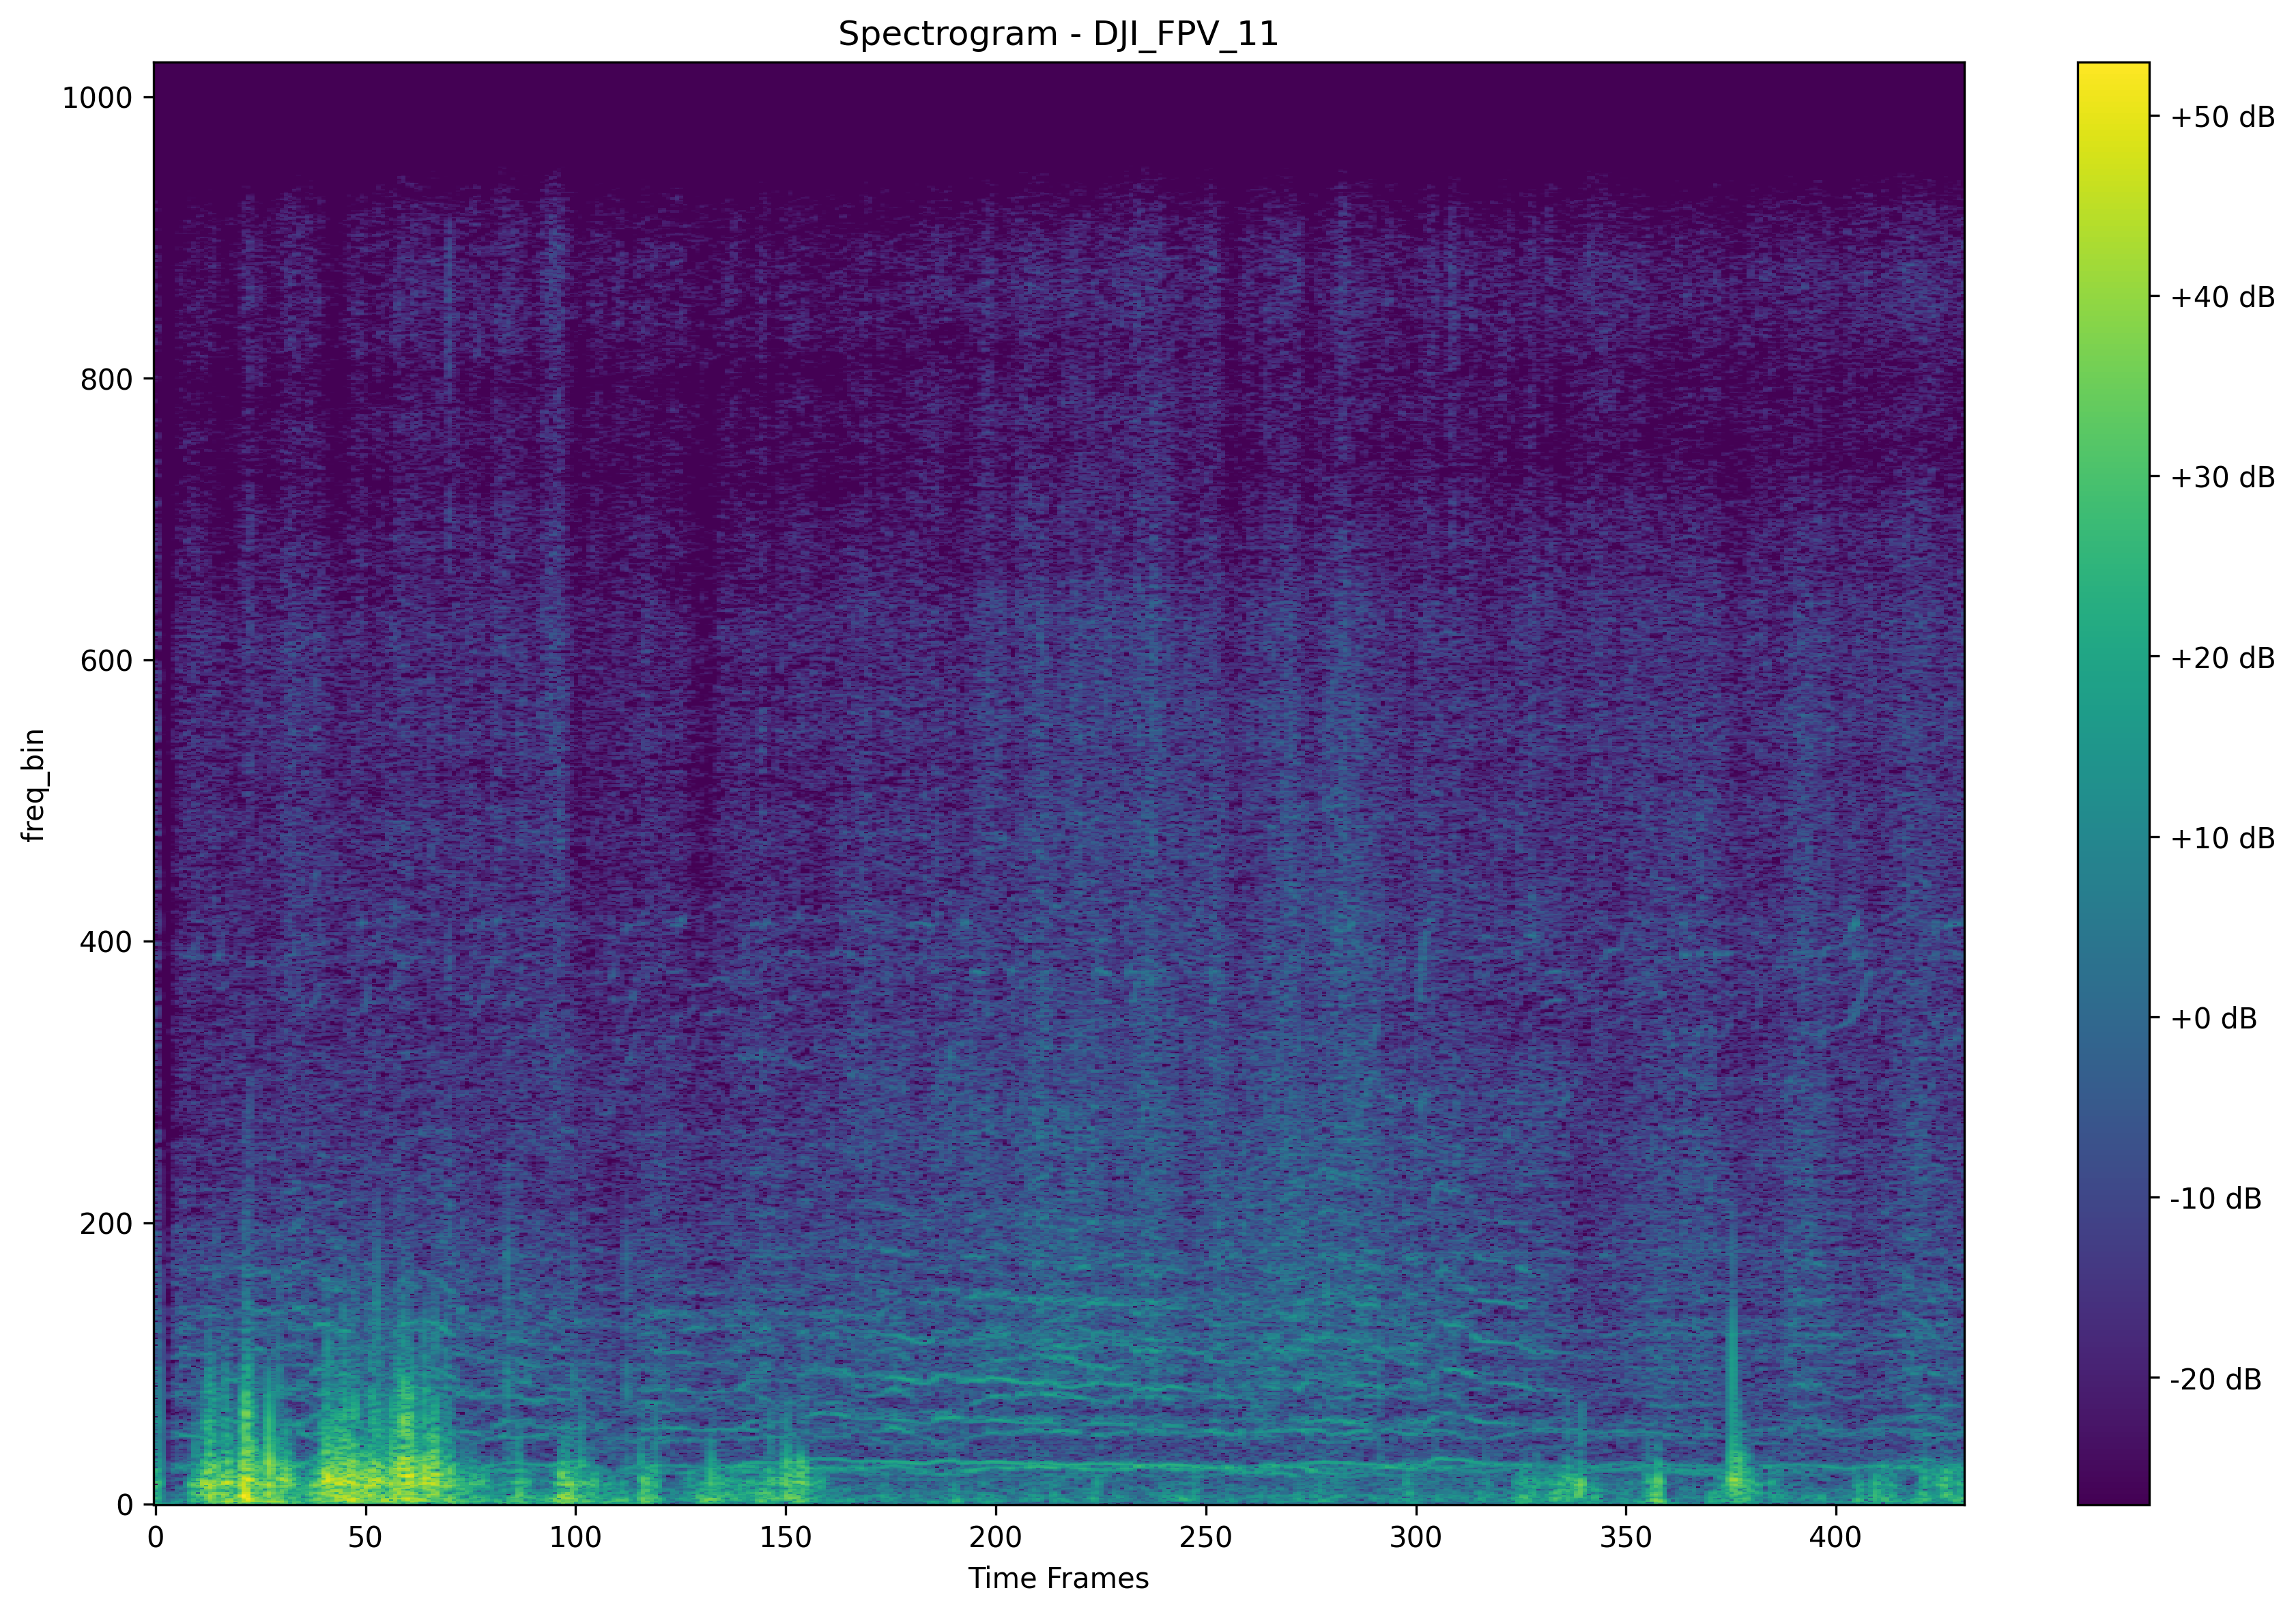 Spectrogram - DJI_FPV_11
freq_bin
1000
800
600
400
200
0
0 50 100 150 200 250 300 350 400
Time Frames
+50 dB
+40 dB
+30 dB
+20 dB
+10 dB
+0 dB
-10 dB
-20 dB